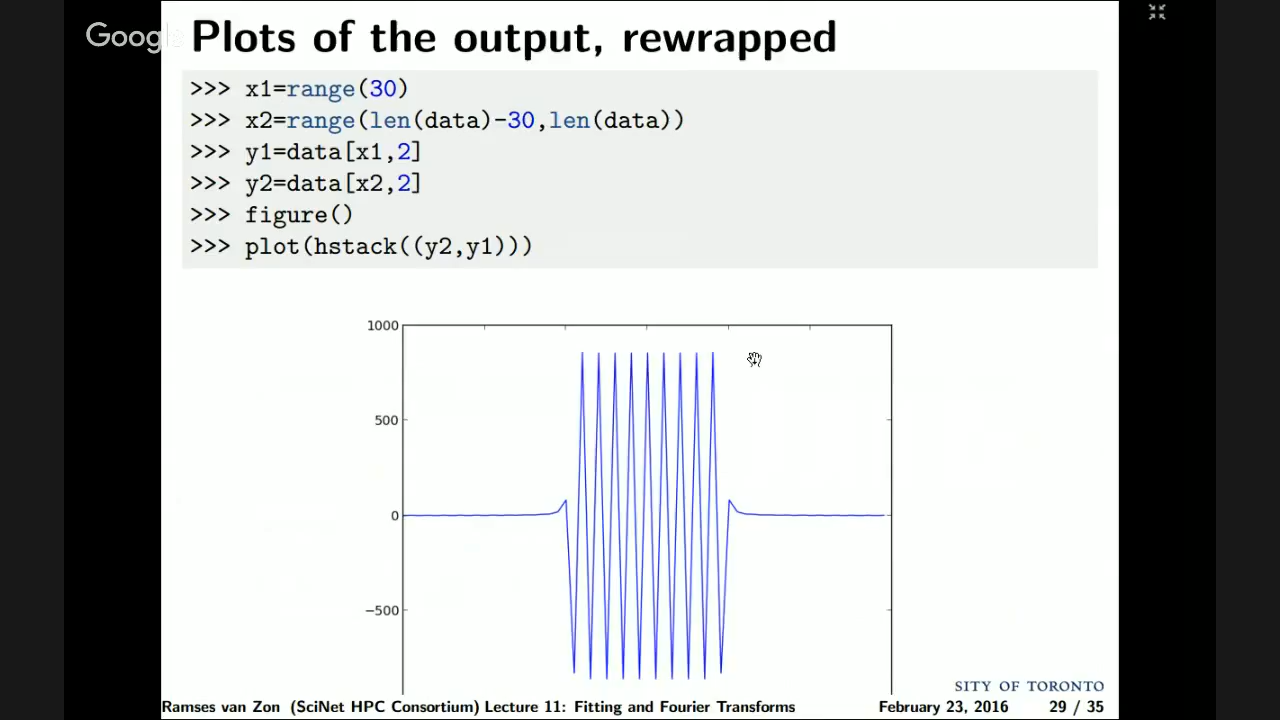 Google
Plots of the output, rewrapped
>>> x1=range(30)
>>> x2=range(len(data)-30,len(data))
>>> y1=data[x1,2]
>>> y2=data[x2,2]
>>> figure()
>>> plot(hstack((y2,y1)))
1000
500
0
−500
SITY OF TORONTO
Ramses van Zon (SciNet HPC Consortium) Lecture 11: Fitting and Fourier Transforms February 23, 2016 29 / 35